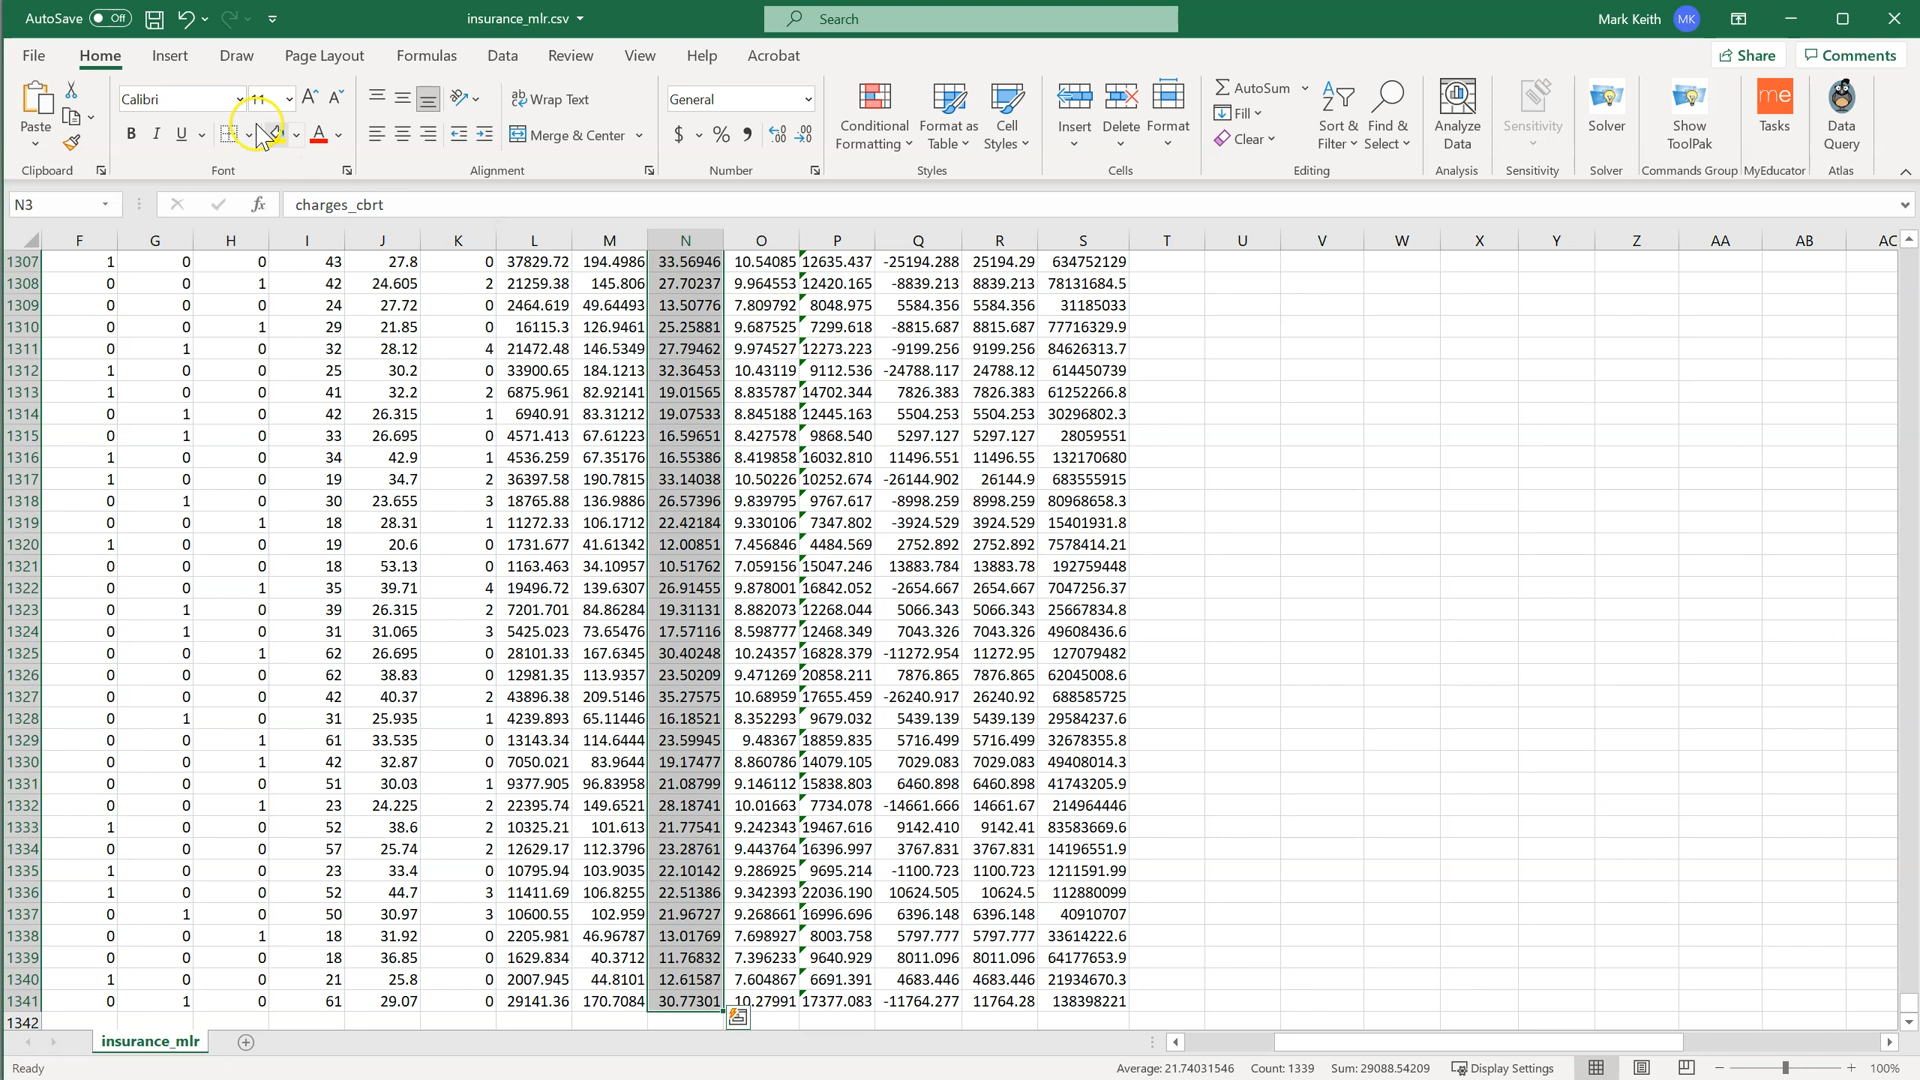 AutoSave Off insurance_mlr.csv Search Mark Keith MK
File Home Insert Draw Page Layout Formulas Data Review View Help Acrobat Share Comments
Paste Calibri 11 Wrap Text General AutoSum
B I U Merge & Center $ % Conditional Formatting Format as Table Cell Styles Insert Delete Format Fill Clear Sort & Filter Find & Select Analyze Data Sensitivity Solver Show ToolPak me Tasks Data Query
Clipboard Font Alignment Number Styles Cells Editing Analysis Sensitivity Solver Commands Group MyEducator Atlas
N3 fx charges_cbrt
F G H I J K L M N O P Q R S T U V W X Y Z AA AB AC
1307 1 0 0 43 27.8 0 37829.72 194.4986 33.56946 10.54085 12635.437 -25194.288 25194.29 634752129
1308 0 0 1 42 24.605 2 21259.38 145.806 27.70237 9.964553 12420.165 -8839.213 8839.213 78131684.5
1309 0 0 0 24 27.72 0 2464.619 49.64493 13.50776 7.809792 8048.975 5584.356 5584.356 31185033
1310 0 0 1 29 21.85 0 16115.3 126.9461 25.25881 9.687525 7299.618 -8815.687 8815.687 77716329.9
1311 0 1 0 32 28.12 4 21472.48 146.5349 27.79462 9.974527 12273.223 -9199.256 9199.256 84626313.7
1312 1 0 0 25 30.2 0 33900.65 184.1213 32.36453 10.43119 9112.536 -24788.117 24788.12 614450739
1313 1 0 0 41 32.2 2 6875.961 82.92141 19.01565 8.835787 14702.344 7826.383 7826.383 61252266.8
1314 0 1 0 42 26.315 1 6940.91 83.31212 19.07533 8.845188 12445.163 5504.253 5504.253 30296802.3
1315 0 1 0 33 26.695 0 4571.413 67.61223 16.59651 8.427578 9868.540 5297.127 5297.127 28059551
1316 1 0 0 34 42.9 1 4536.259 67.35176 16.55386 8.419858 16032.810 11496.551 11496.55 132170680
1317 1 0 0 19 34.7 2 36397.58 190.7815 33.14038 10.50226 10252.674 -26144.902 26144.9 683555915
1318 0 1 0 30 23.655 3 18765.88 136.9886 26.57396 9.839795 9767.617 -8998.259 8998.259 80968658.3
1319 0 0 1 18 28.31 1 11272.33 106.1712 22.42184 9.330106 7347.802 -3924.529 3924.529 15401931.8
1320 1 0 0 19 20.6 0 1731.677 41.61342 12.00851 7.456846 4484.569 2752.892 2752.892 7578414.21
1321 0 0 0 18 53.13 0 1163.463 34.10957 10.51762 7.059156 15047.246 13883.784 13883.78 192759448
1322 0 0 1 35 39.71 4 19496.72 139.6307 26.91455 9.878001 16842.052 -2654.667 2654.667 7047256.37
1323 0 1 0 39 26.315 2 7201.701 84.86284 19.31131 8.882073 12268.044 5066.343 5066.343 25667834.8
1324 0 1 0 31 31.065 3 5425.023 73.65476 17.57116 8.598777 12468.349 7043.326 7043.326 49608436.6
1325 0 0 1 62 26.695 0 28101.33 167.6345 30.40248 10.24357 16828.379 -11272.954 11272.95 127079482
1326 0 0 0 62 38.83 0 12981.35 113.9357 23.50209 9.471269 20858.211 7876.865 7876.865 62045008.6
1327 0 0 0 42 40.37 2 43896.38 209.5146 35.27575 10.68959 17655.459 -26240.917 26240.92 688585725
1328 0 1 0 31 25.935 1 4239.893 65.11446 16.18521 8.352293 9679.032 5439.139 5439.139 29584237.6
1329 0 0 1 61 33.535 0 13143.34 114.6444 23.59945 9.48367 18859.835 5716.499 5716.499 32678355.8
1330 0 0 1 42 32.87 0 7050.021 83.9644 19.17477 8.860786 14079.105 7029.083 7029.083 49408014.3
1331 0 0 0 51 30.03 1 9377.905 96.83958 21.08799 9.146112 15838.803 6460.898 6460.898 41743205.9
1332 0 0 1 23 24.225 2 22395.74 149.6521 28.18741 10.01663 7734.078 -14661.666 14661.67 214964446
1333 1 0 0 52 38.6 2 10325.21 101.613 21.77541 9.242343 19467.616 9142.410 9142.41 83583669.6
1334 0 0 0 57 25.74 2 12629.17 112.3796 23.28761 9.443764 16396.997 3767.831 3767.831 14196551.9
1335 1 0 0 23 33.4 0 10795.94 103.9035 22.10142 9.286925 9695.214 -1100.723 1100.723 1211591.99
1336 1 0 0 52 44.7 3 11411.69 106.8255 22.51386 9.342393 22036.190 10624.505 10624.5 112880099
1337 0 1 0 50 30.97 3 10600.55 102.959 21.96727 9.268661 16996.696 6396.148 6396.148 40910707
1338 0 0 1 18 31.92 0 2205.981 46.96787 13.01769 7.698927 8003.758 5797.777 5797.777 33614222.6
1339 0 0 0 18 36.85 0 1629.834 40.3712 11.76832 7.396233 9640.929 8011.096 8011.096 64177653.9
1340 1 0 0 21 25.8 0 2007.945 44.8101 12.61587 7.604867 6691.391 4683.446 4683.446 21934670.3
1341 0 1 0 61 29.07 0 29141.36 170.7084 30.77301 10.27991 17377.083 -11764.277 11764.28 138398221
1342
insurance_mlr
Ready Average: 21.74031546 Count: 1339 Sum: 29088.54209 Display Settings 100%